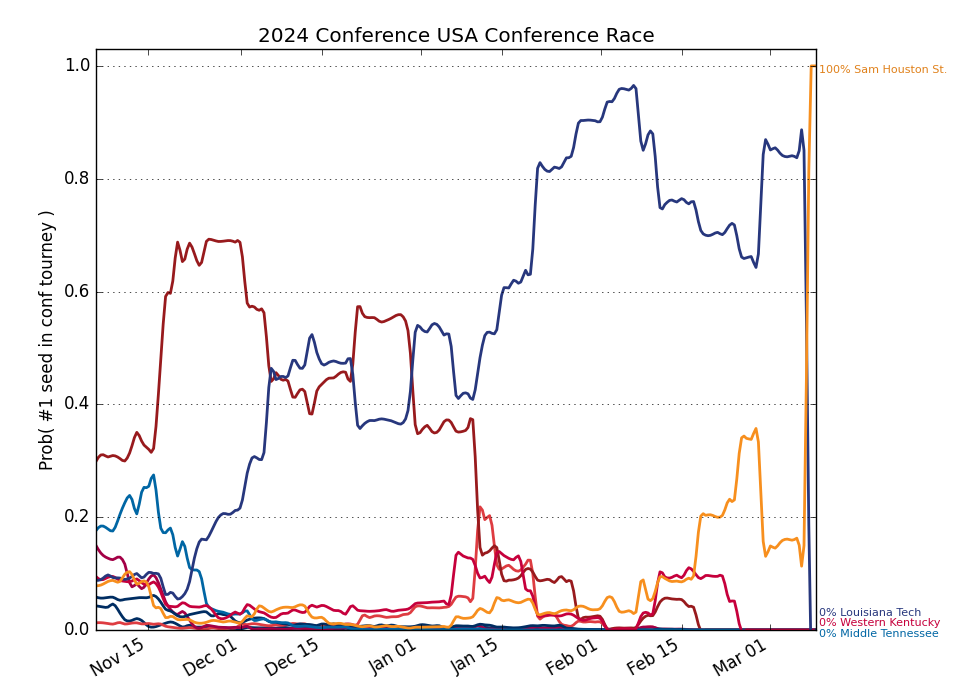 2024 Conference USA Conference Race
Prob( #1 seed in conf tourney )
1.0
0.8
0.6
0.4
0.2
0.0
Nov 15
Dec 01
Dec 15
Jan 01
Jan 15
Feb 01
Feb 15
Mar 01
100% Sam Houston St.
0% Louisiana Tech
0% Western Kentucky
0% Middle Tennessee